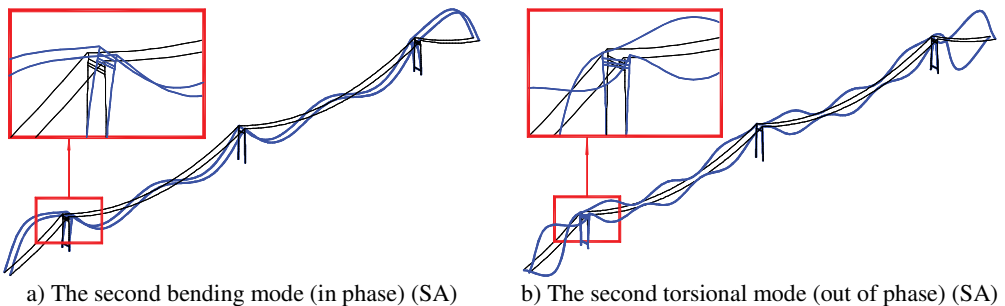 a) The second bending mode (in phase) (SA)
b) The second torsional mode (out of phase) (SA)